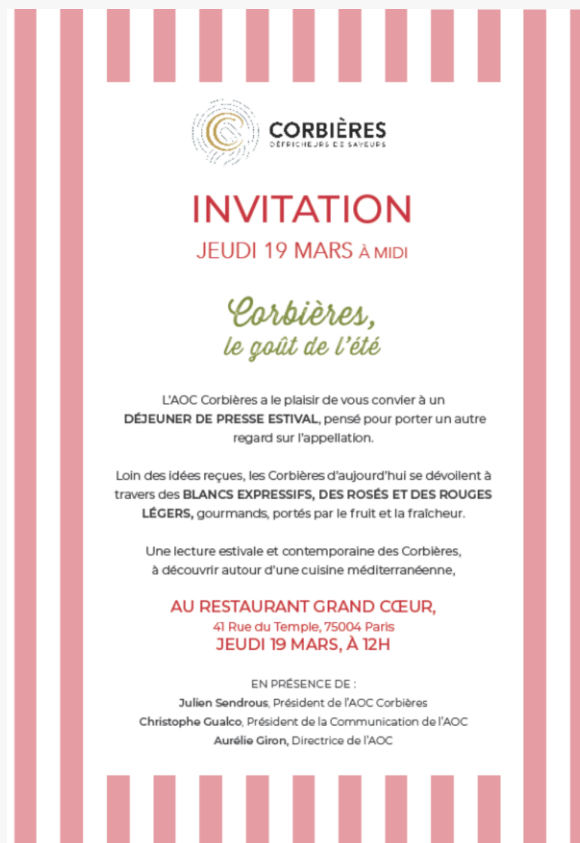 CORBIÈRES
DÉFRICHEURS DE SAVEURS
INVITATION
JEUDI 19 MARS À MIDI
Corbières,
le goût de l'été
L'AOC Corbières a le plaisir de vous convier à un
DÉJEUNER DE PRESSE ESTIVAL, pensé pour porter un autre
regard sur l'appellation.
Loin des idées reçues, les Corbières d'aujourd'hui se dévoilent à
travers des BLANCS EXPRESSIFS, DES ROSÉS ET DES ROUGES
LÉGERS, gourmands, portés par le fruit et la fraîcheur.
Une lecture estivale et contemporaine des Corbières,
à découvrir autour d'une cuisine méditerranéenne,
AU RESTAURANT GRAND CŒUR,
41 Rue du Temple, 75004 Paris
JEUDI 19 MARS, À 12H
EN PRÉSENCE DE :
Julien Sendrous, Président de l'AOC Corbières
Christophe Gualco, Président de la Communication de l'AOC
Aurélie Giron, Directrice de l'AOC